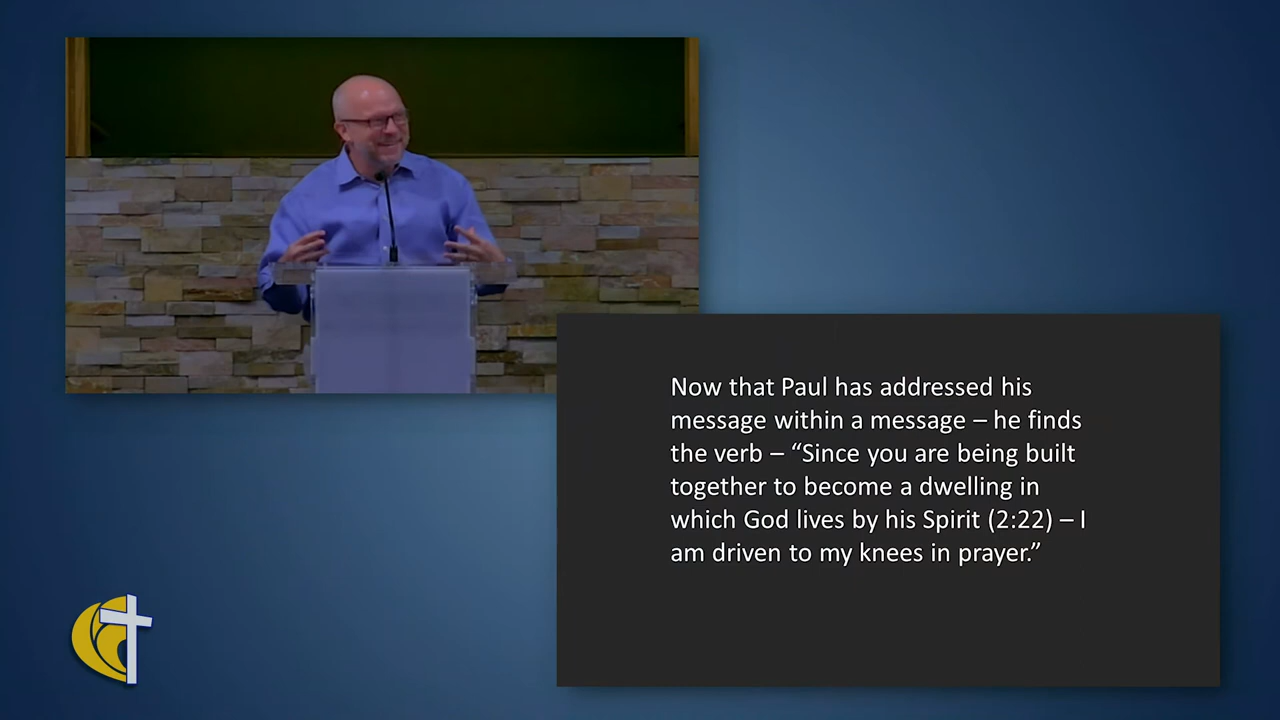 Now that Paul has addressed his
message within a message – he finds
the verb – “Since you are being built
together to become a dwelling in
which God lives by his Spirit (2:22) – I
am driven to my knees in prayer.”